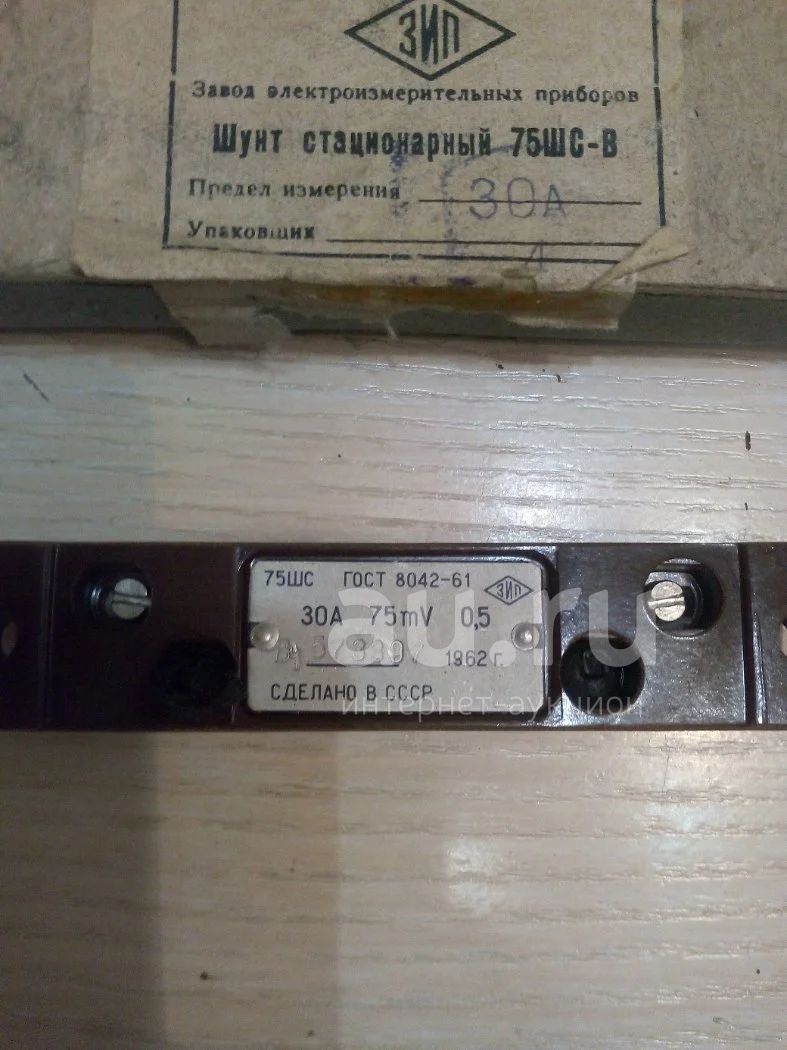 ЗИП
Завод электроизмерительных приборов
Шунт стационарный 75ШС-В
Предел измерения 30А
Упаковщик
75ШС ГОСТ 8042-61 ЗИП
30А 75mV 0,5
1962 г.
СДЕЛАНО В СССР
au.ru
интернет-аукцион